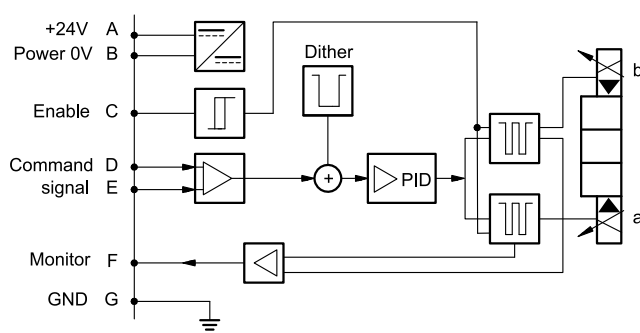 +24V A
Power 0V B
Dither
Enable C
b
Command D
signal E
+
PID
a
Monitor F
GND G